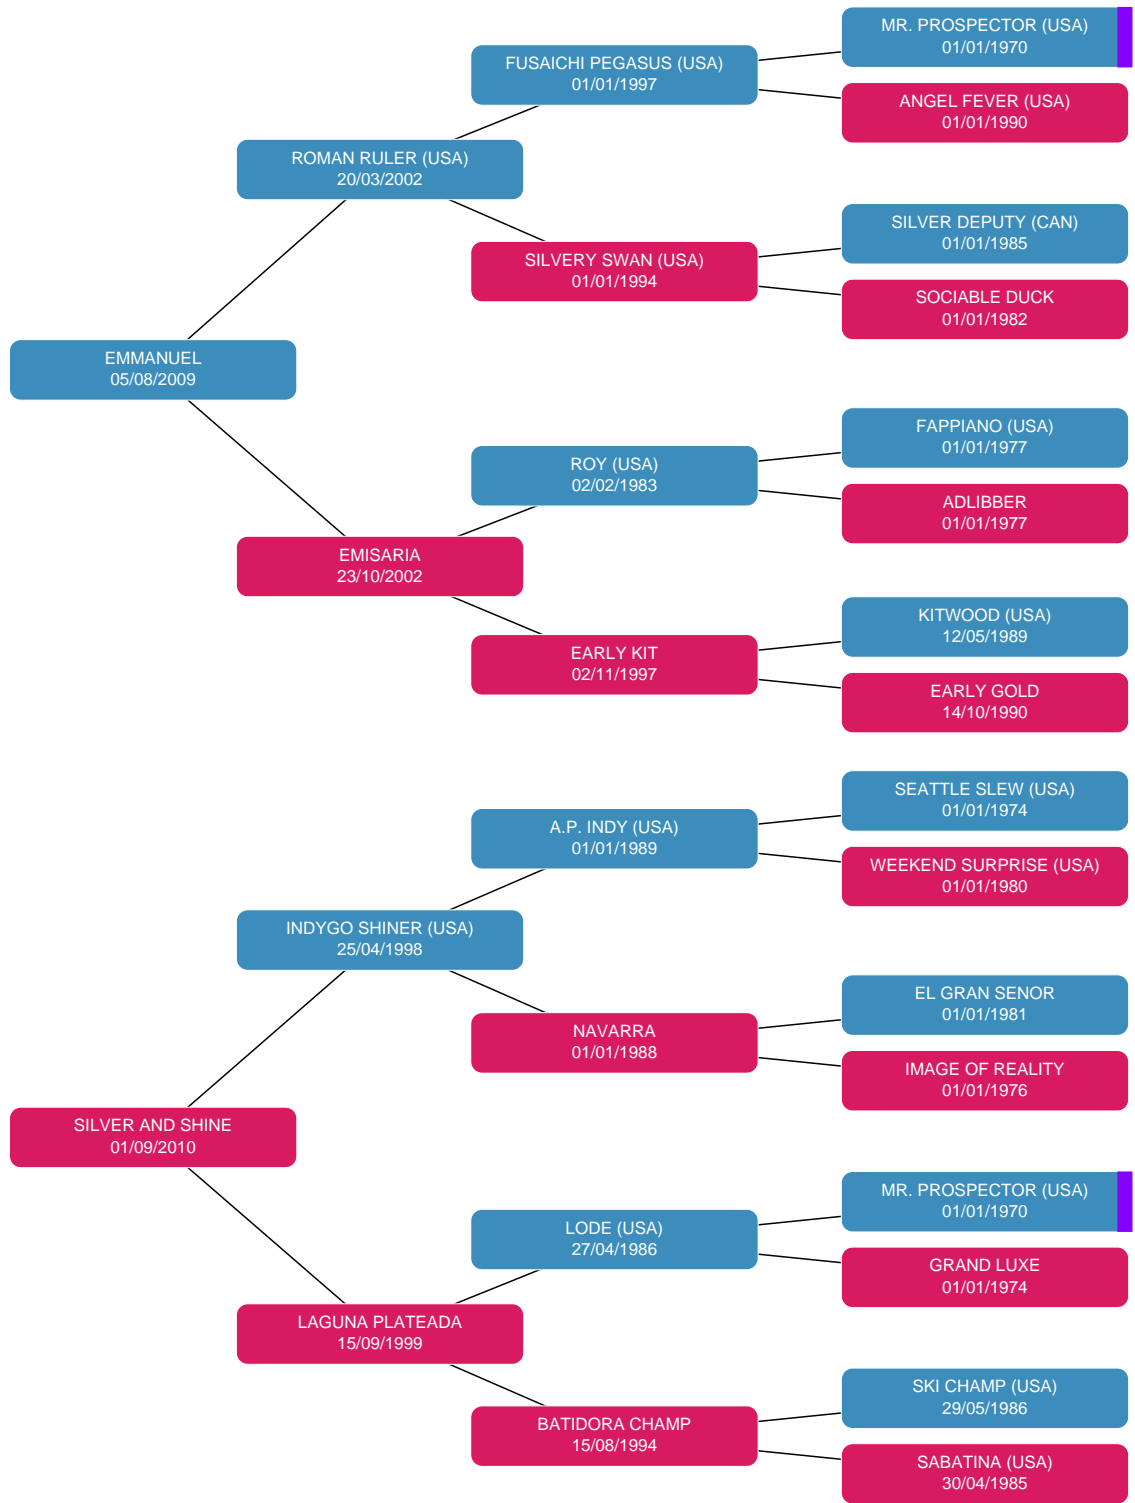 MR. PROSPECTOR (USA)
01/01/1970
FUSAICHI PEGASUS (USA)
01/01/1997
ANGEL FEVER (USA)
01/01/1990
ROMAN RULER (USA)
20/03/2002
SILVER DEPUTY (CAN)
01/01/1985
SILVERY SWAN (USA)
01/01/1994
SOCIABLE DUCK
01/01/1982
EMMANUEL
05/08/2009
FAPPIANO (USA)
01/01/1977
ROY (USA)
02/02/1983
ADLIBBER
01/01/1977
EMISARIA
23/10/2002
KITWOOD (USA)
12/05/1989
EARLY KIT
02/11/1997
EARLY GOLD
14/10/1990
SEATTLE SLEW (USA)
01/01/1974
A.P. INDY (USA)
01/01/1989
WEEKEND SURPRISE (USA)
01/01/1980
INDYGO SHINER (USA)
25/04/1998
EL GRAN SENOR
01/01/1981
NAVARRA
01/01/1988
IMAGE OF REALITY
01/01/1976
SILVER AND SHINE
01/09/2010
MR. PROSPECTOR (USA)
01/01/1970
LODE (USA)
27/04/1986
GRAND LUXE
01/01/1974
LAGUNA PLATEADA
15/09/1999
SKI CHAMP (USA)
29/05/1986
BATIDORA CHAMP
15/08/1994
SABATINA (USA)
30/04/1985